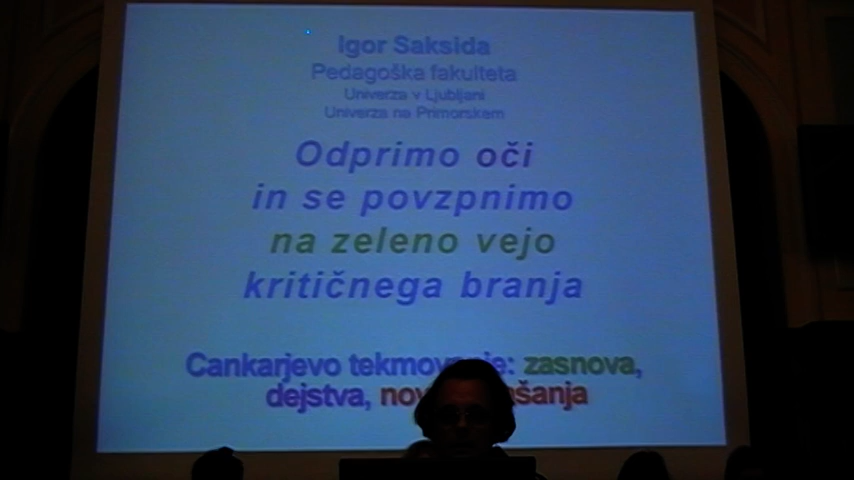 Igor Saksida
Pedagoška fakulteta
Univerza v Ljubljani
Univerza na Primorskem
Odprimo oči
in se povzpnimo
na zeleno vejo
kritičnega branja
Cankarjevo zasnova,
dejstva,